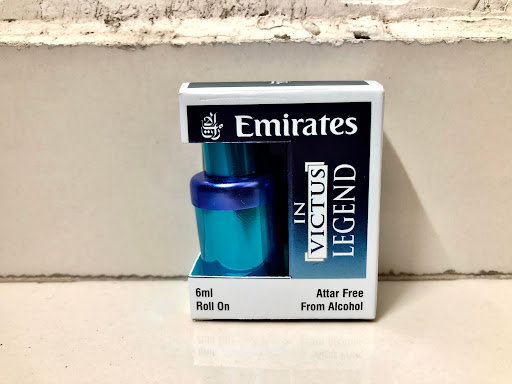 Emirates
IN
VICTUS
LEGEND
6ml
Roll On
Attar Free
From Alcohol